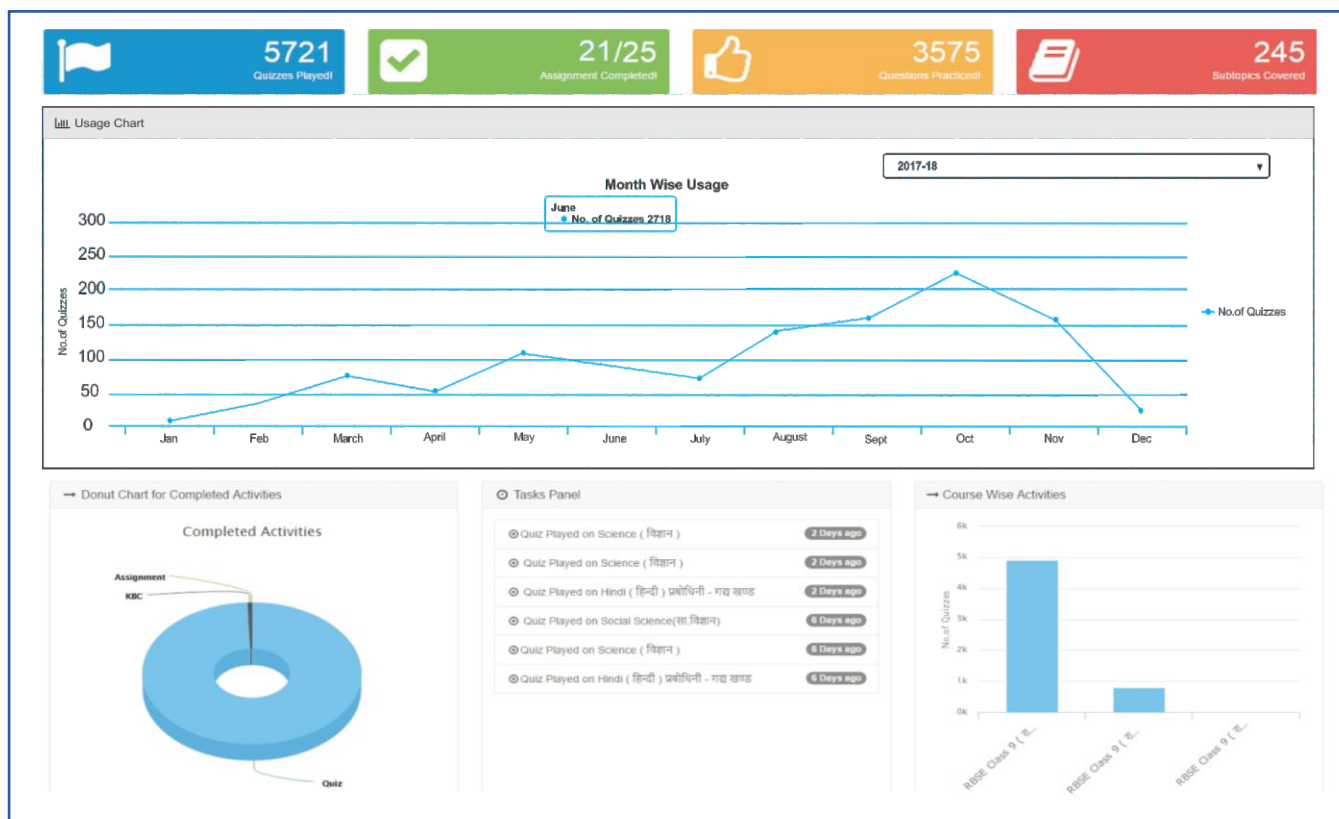 5721
Quizzes Played!
21/25
Assignment Completed!
3575
Questions Practiced!
245
Subtopics Covered
Usage Chart
2017-18
Month Wise Usage
June
No. of Quizzes 2718
300
250
200
150
100
50
0
No.of Quizzes
Jan Feb March April May June July August Sept Oct Nov Dec
No.of Quizzes
→ Donut Chart for Completed Activities
Completed Activities
Assignment
KBC
Quiz
Tasks Panel
Quiz Played on Science ( विज्ञान ) 2 Days ago
Quiz Played on Science ( विज्ञान ) 2 Days ago
Quiz Played on Hindi ( हिन्दी ) प्रबोधिनी - गद्य खण्ड 2 Days ago
Quiz Played on Social Science(सा.विज्ञान) 6 Days ago
Quiz Played on Science ( विज्ञान ) 6 Days ago
Quiz Played on Hindi ( हिन्दी ) प्रबोधिनी - गद्य खण्ड 6 Days ago
→ Course Wise Activities
6k
5k
4k
3k
2k
1k
0k
No.of Quizzes
RBSE Class 9 ( रा...
RBSE Class 9 ( रा...
RBSE Class 9 ( रा...